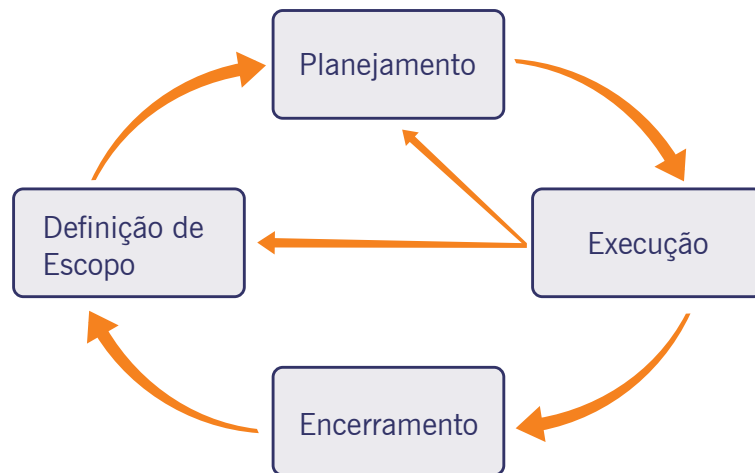 Planejamento
Definição de
Escopo
Execução
Encerramento